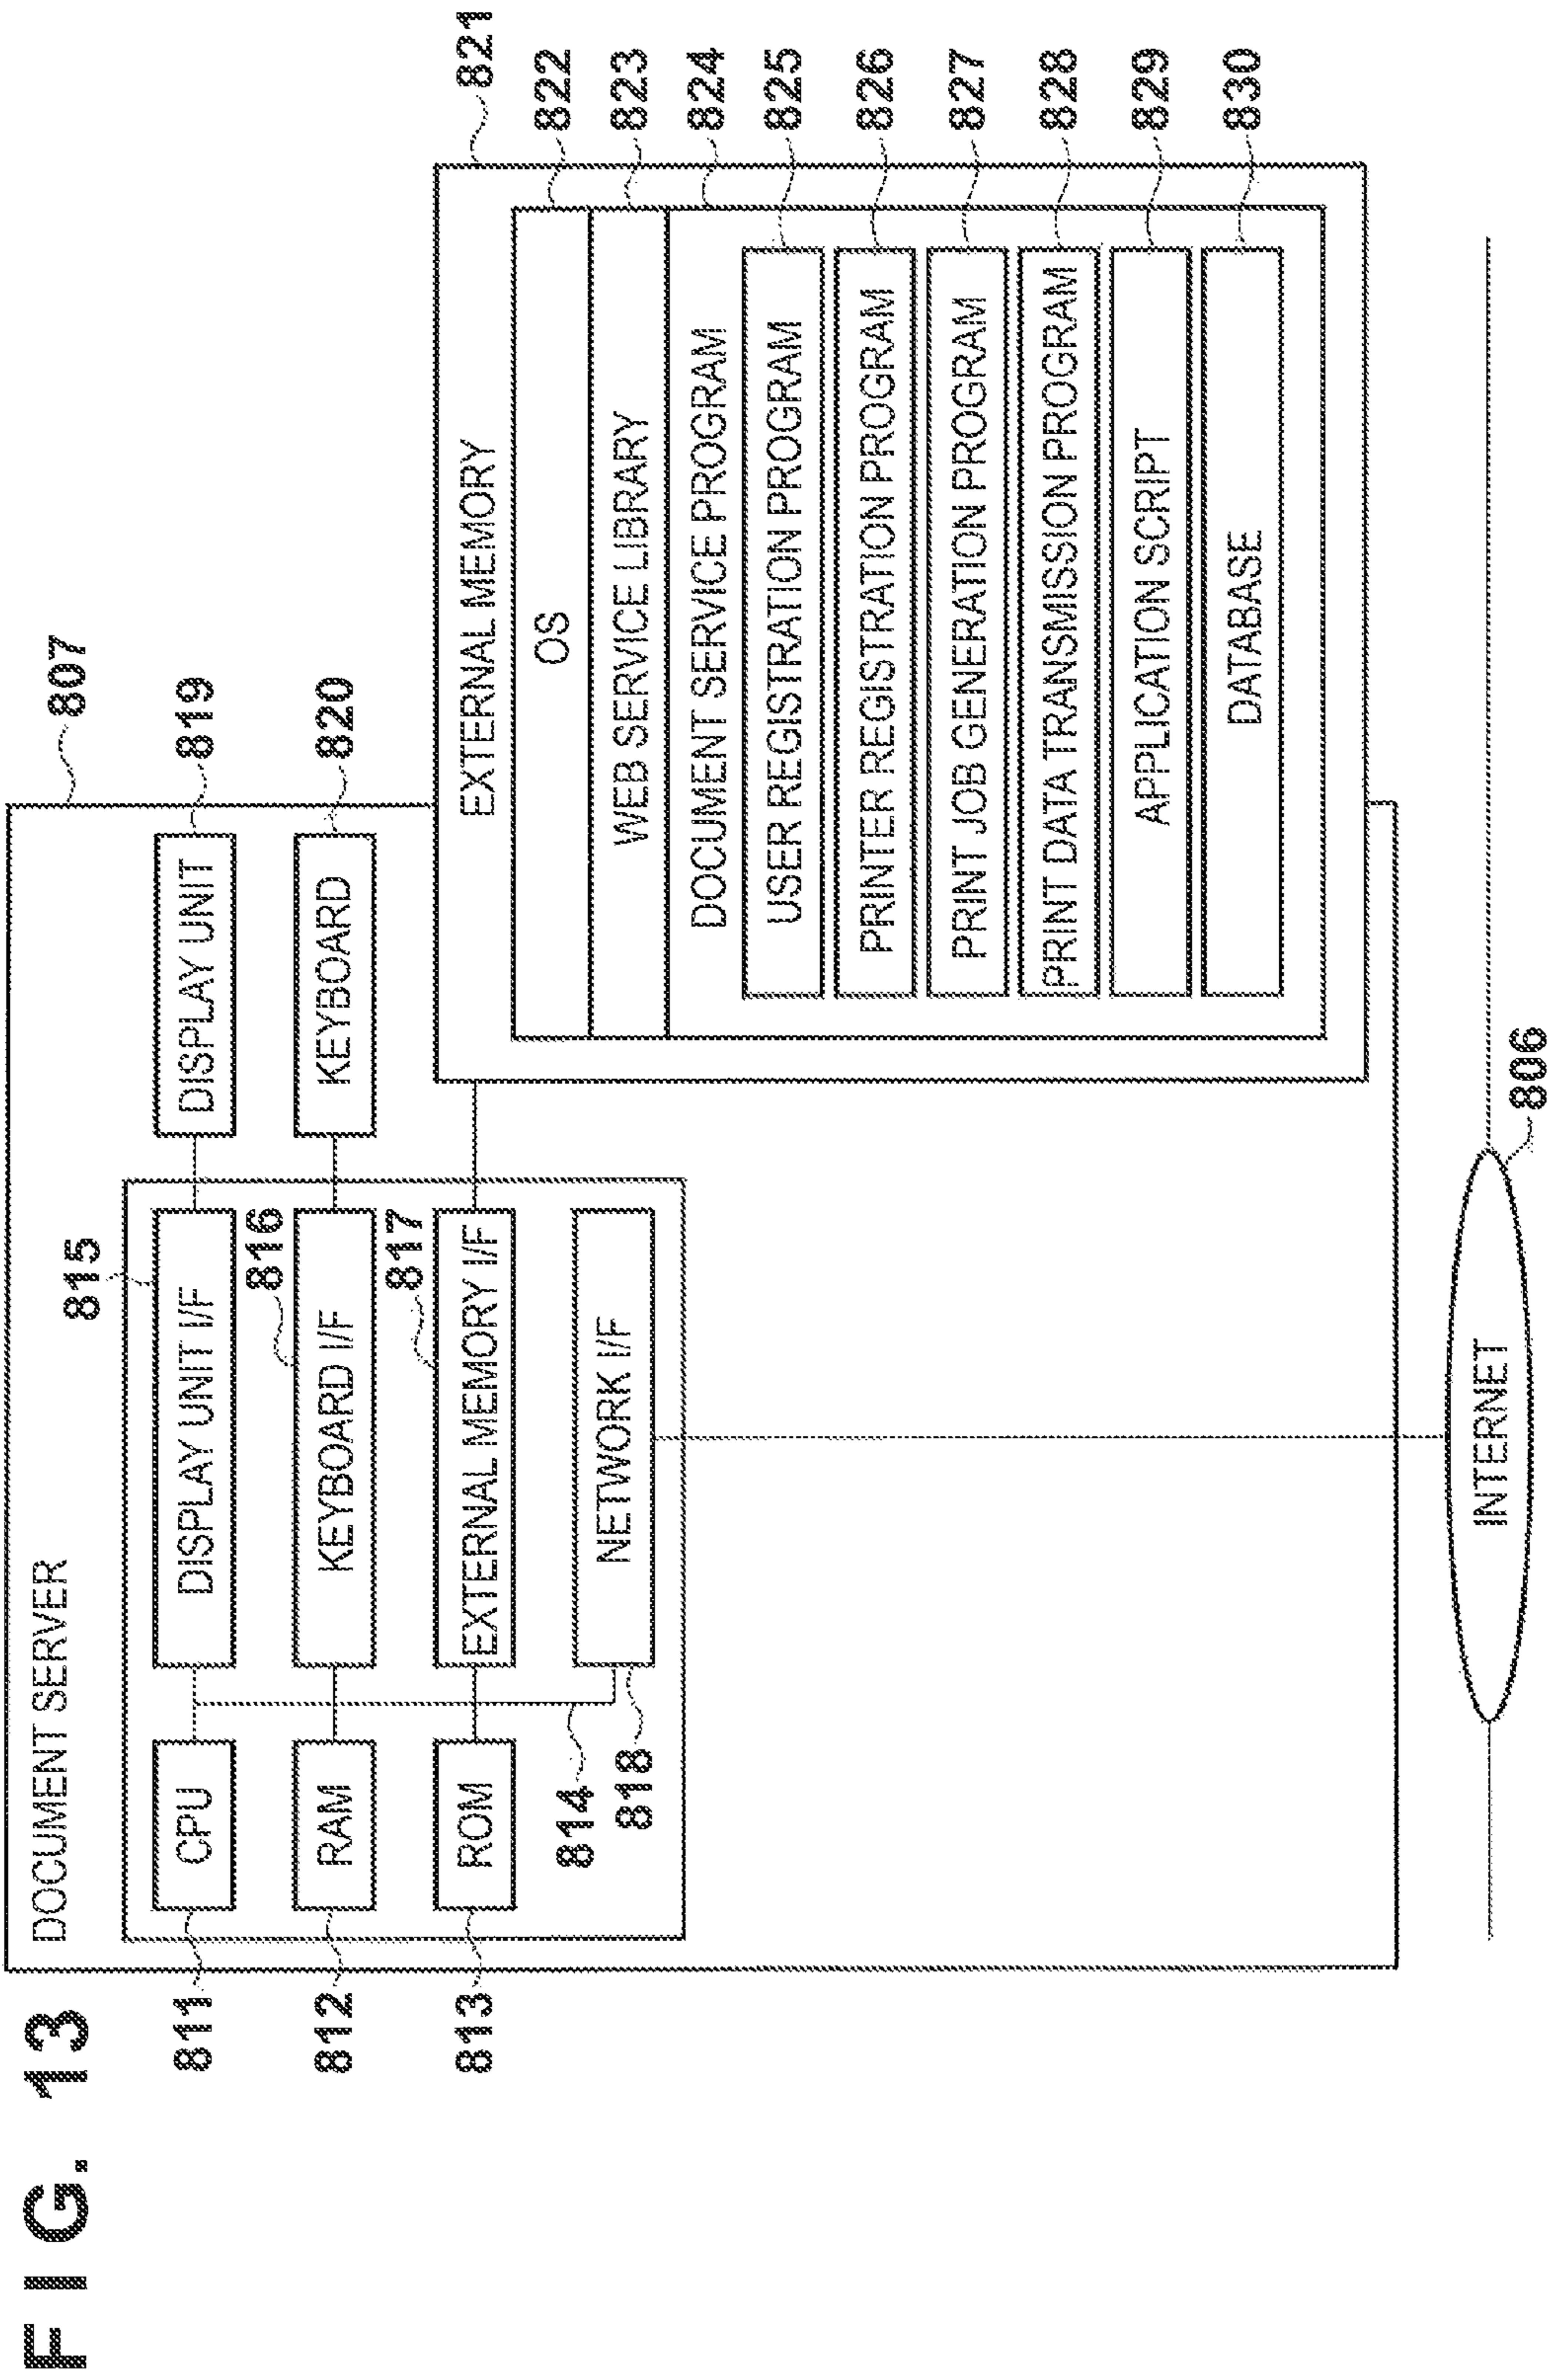 FIG. 13
DOCUMENT SERVER
807
815
811
CPU
DISPLAY UNIT I/F
DISPLAY UNIT
819
816
812
RAM
KEYBOARD I/F
KEYBOARD
820
817
813
ROM
EXTERNAL MEMORY I/F
814
818
NETWORK I/F
EXTERNAL MEMORY
821
OS
822
WEB SERVICE LIBRARY
823
DOCUMENT SERVICE PROGRAM
824
USER REGISTRATION PROGRAM
825
PRINTER REGISTRATION PROGRAM
826
PRINT JOB GENERATION PROGRAM
827
PRINT DATA TRANSMISSION PROGRAM
828
APPLICATION SCRIPT
829
DATABASE
830
INTERNET
806